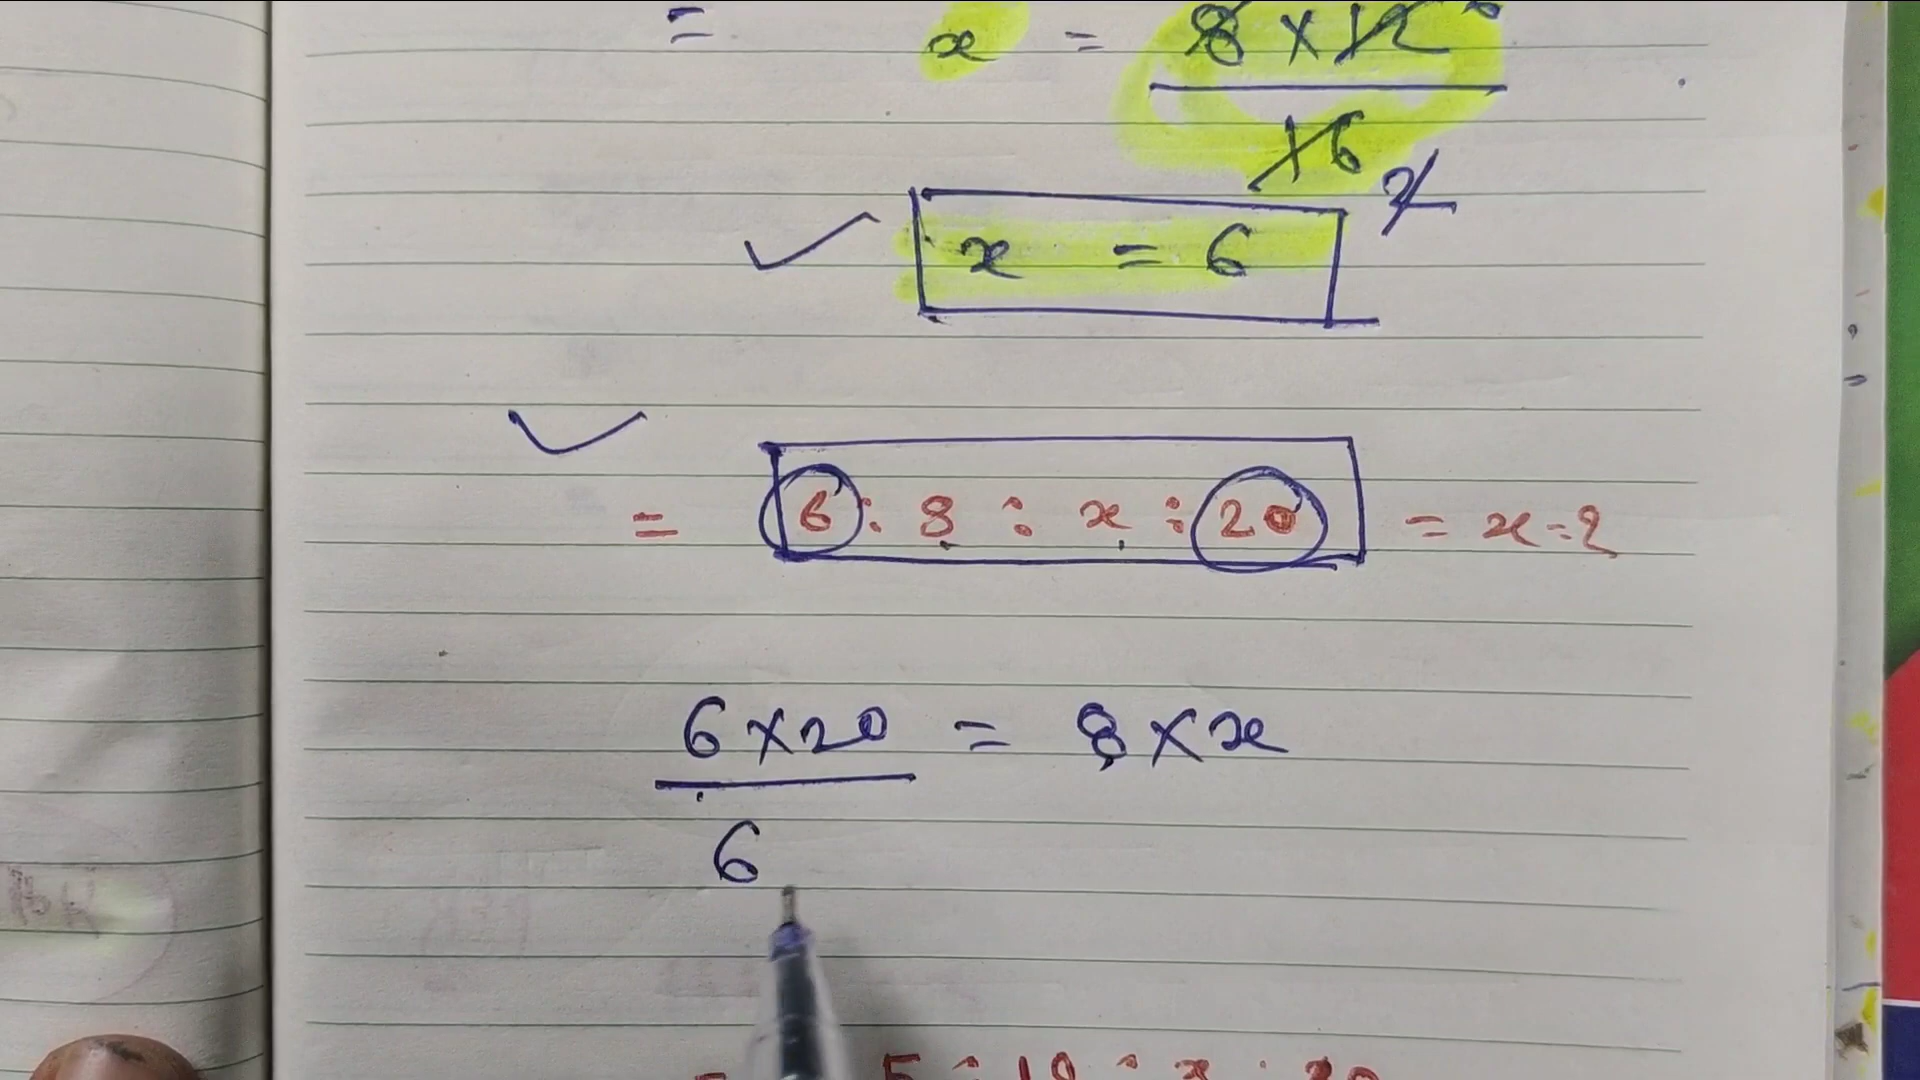 = x = 8 × 12
16
2
x = 6
= 6 : 8 : x : 20 = x = ?
6 × 20 = 8 × x
6